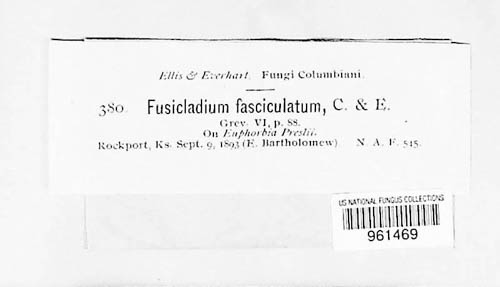 Ellis & Everhart. Fungi Columbiani.
380. Fusicladium fasciculatum, C. & E.
Grev. VI, p. 88.
On Euphorbia Preslii.
Rockport, Ks. Sept. 9, 1893 (E. Bartholomew) N. A. F. 545.
US NATIONAL FUNGUS COLLECTIONS
961469